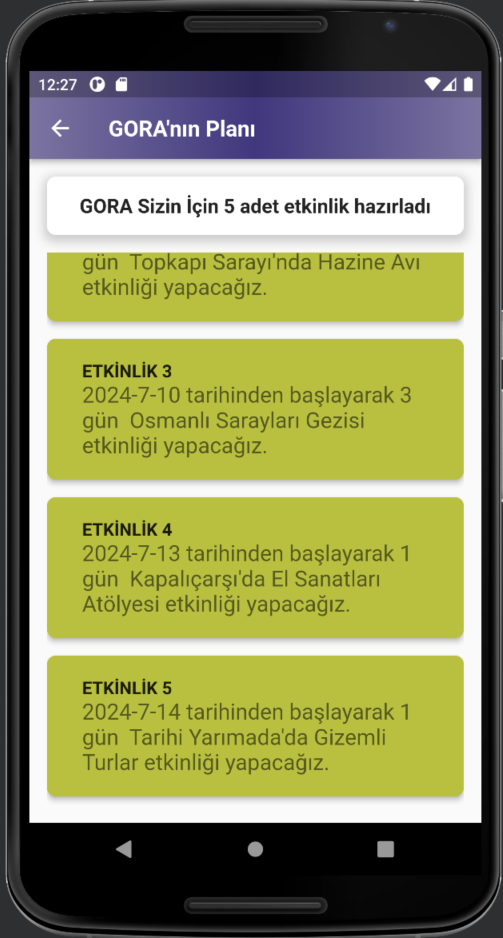 12:27
GORA'nın Planı
GORA Sizin İçin 5 adet etkinlik hazırladı
gün  Topkapı Sarayı'nda Hazine Avı
etkinliği yapacağız.
ETKİNLİK 3
2024-7-10 tarihinden başlayarak 3
gün  Osmanlı Sarayları Gezisi
etkinliği yapacağız.
ETKİNLİK 4
2024-7-13 tarihinden başlayarak 1
gün  Kapalıçarşı'da El Sanatları
Atölyesi etkinliği yapacağız.
ETKİNLİK 5
2024-7-14 tarihinden başlayarak 1
gün  Tarihi Yarımada'da Gizemli
Turlar etkinliği yapacağız.